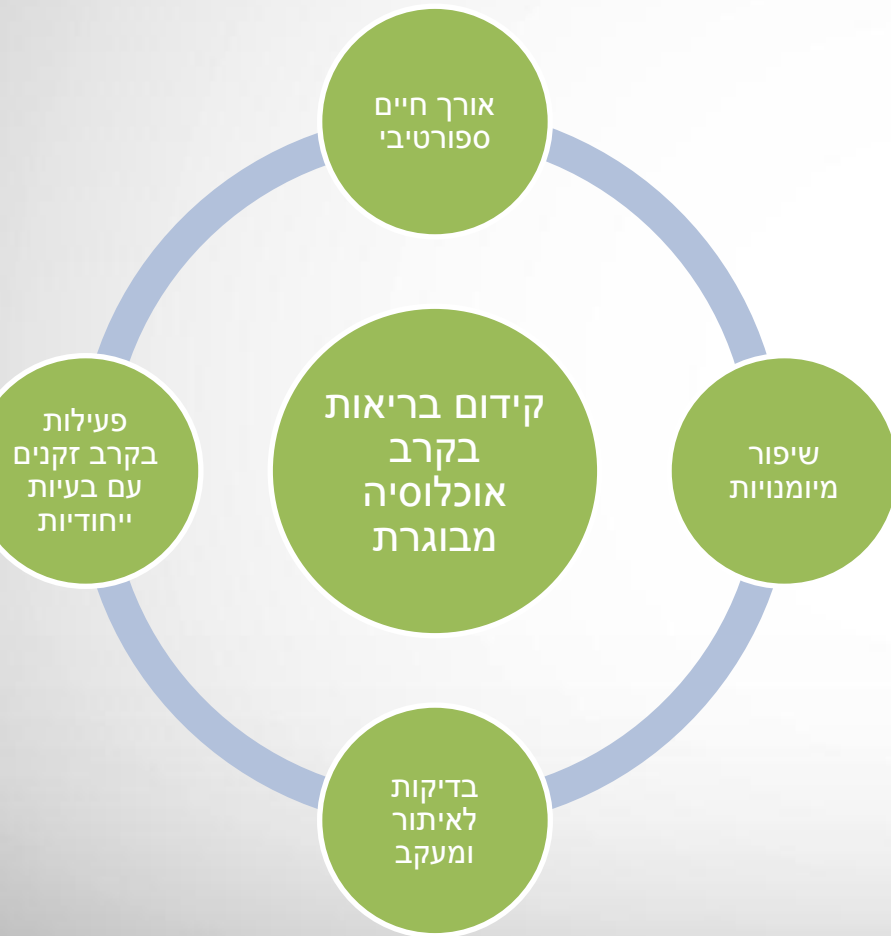 אורך חיים
ספורטיבי
קידום בריאות
בקרב
אוכלוסיה
מבוגרת
שיפור
מיומנויות
בדיקות
לאיתור
ומעקב
פעילות
בקרב זקנים
עם בעיות
ייחודיות